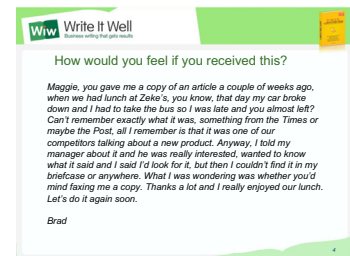 Wiw Write It Well
Business writing that gets results
How would you feel if you received this?
Maggie, you gave me a copy of an article a couple of weeks ago,
when we had lunch at Zeke's, you know, that day my car broke
down and I had to take the bus so I was late and you almost left?
Can't remember exactly what it was, something from the Times or
maybe the Post, all I remember is that it was one of our
competitors talking about a new product. Anyway, I told my
manager about it and he was really interested, wanted to know
what it said and I said I'd look for it, but then I couldn't find it in my
briefcase or anywhere. What I was wondering was whether you'd
mind faxing me a copy. Thanks a lot and I really enjoyed our lunch.
Let's do it again soon.
Brad
4